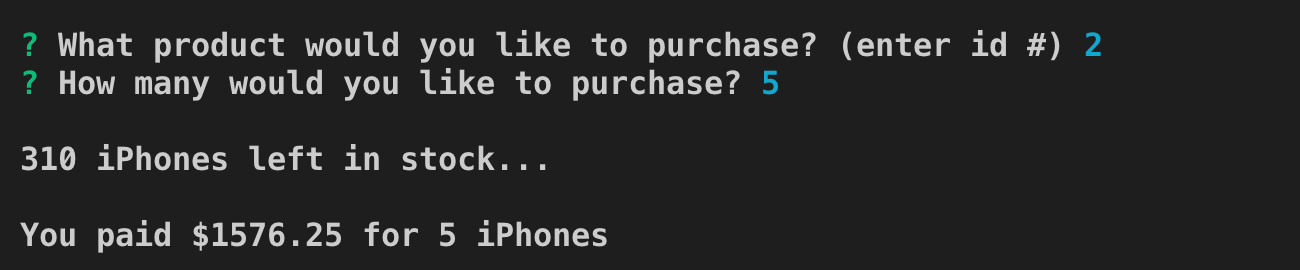 ? What product would you like to purchase? (enter id #) 2
? How many would you like to purchase? 5
310 iPhones left in stock...
You paid $1576.25 for 5 iPhones